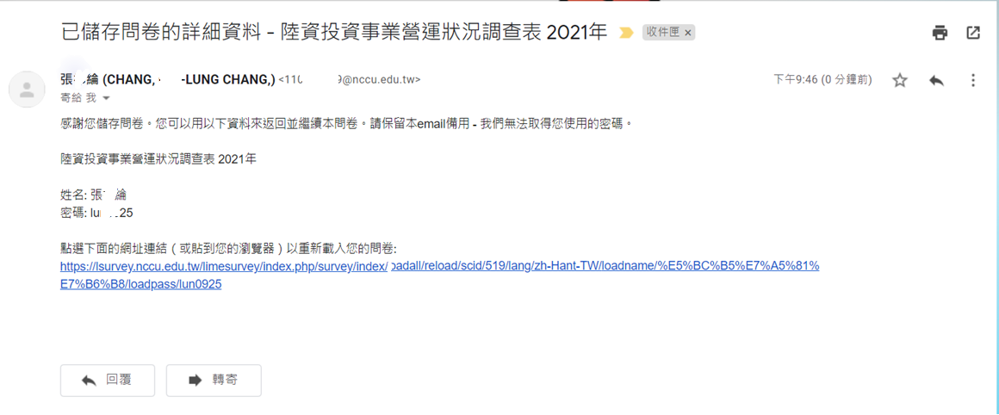 已儲存問卷的詳細資料 - 陸資投資事業營運狀況調查表 2021年 收件匣 ×
張 綸 (CHANG, -LUNG CHANG,) <110 9@nccu.edu.tw> 下午9:46 (0 分鐘前)
寄給 我
感謝您儲存問卷。您可以用以下資料來返回並繼續本問卷。請保留本email備用 - 我們無法取得您使用的密碼。
陸資投資事業營運狀況調查表 2021年
姓名: 張
密碼: lu 25
點選下面的網址連結（或貼到您的瀏覽器）以重新載入您的問卷:
https://lsurvey.nccu.edu.tw/limesurvey/index.php/survey/index/ adall/reload/scid/519/lang/zh-Hant-TW/loadname/%E5%BC%B5%E7%A5%81%
E7%B6%B8/loadpass/lun0925
回覆
轉寄